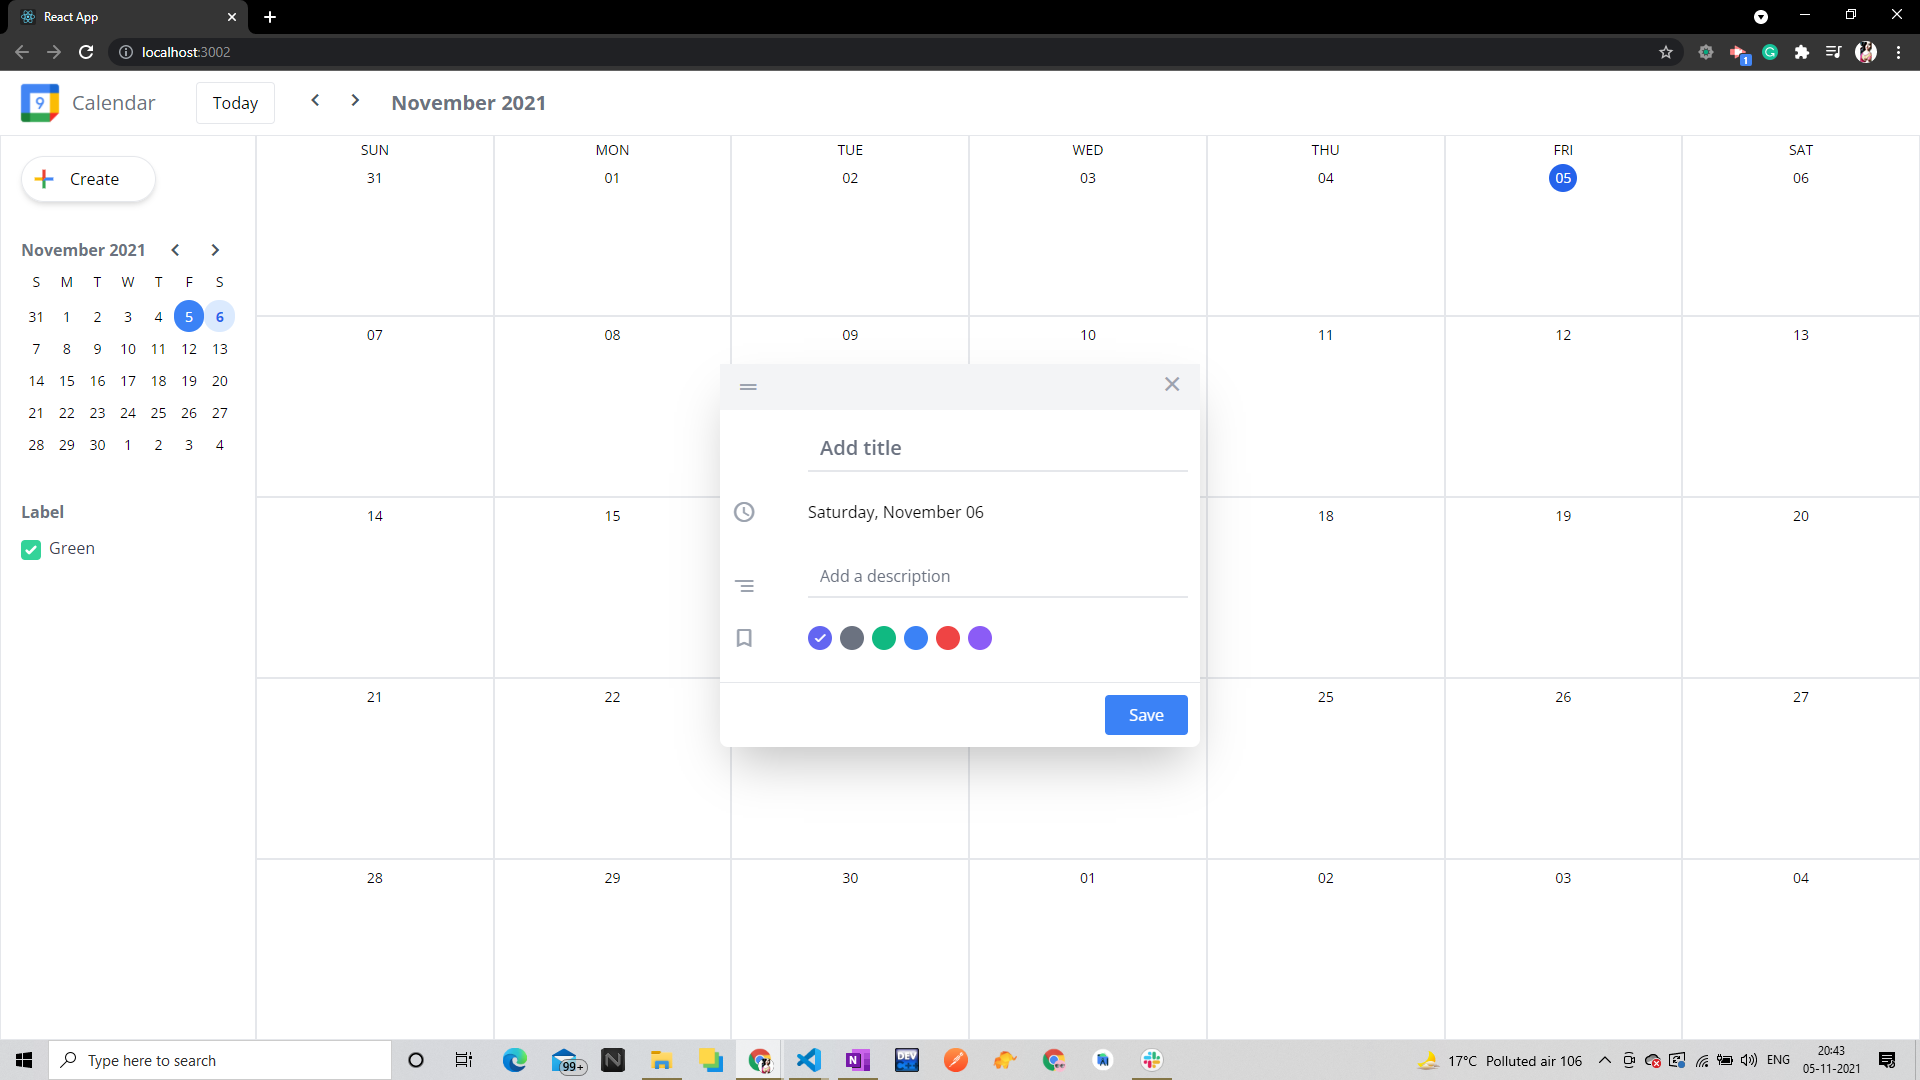 React App
localhost:3002
1
9
Calendar
Today
November 2021
Create
November 2021
S M T W T F S
31 1 2 3 4 5 6
7 8 9 10 11 12 13
14 15 16 17 18 19 20
21 22 23 24 25 26 27
28 29 30 1 2 3 4
Label
Green
SUN MON TUE WED THU FRI SAT
31 01 02 03 04 05 06
07 08 09 10 11 12 13
Add title
Saturday, November 06
Add a description
Save
14 15 18 19 20
21 22 25 26 27
28 29 30 01 02 03 04
Type here to search
99+
N
N
DEV
17°C Polluted air 106
ENG
20:43
05-11-2021